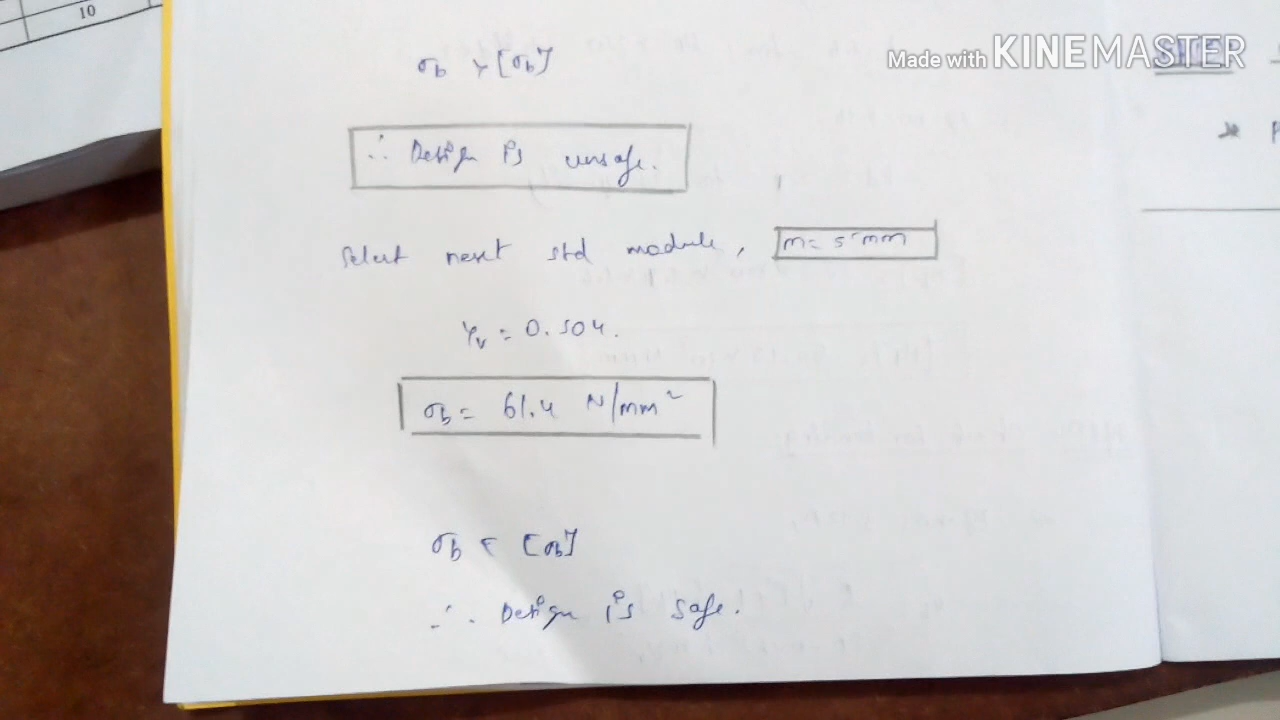 10
Made with KINEMASTER
σb > [σb]
∴ Design is unsafe.
Select next std module, m = 5 mm
Yv = 0.504.
σb = 61.4 N/mm²
σb < [σb]
∴ Design is safe.